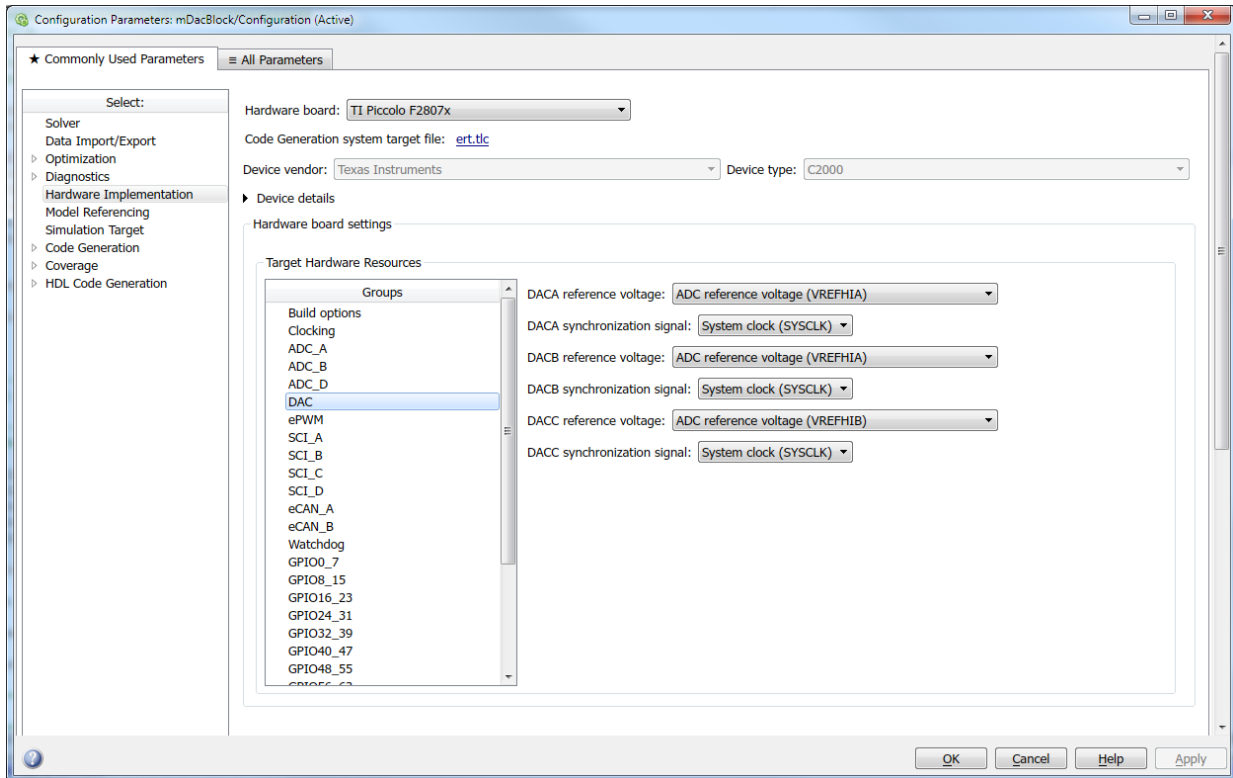 Configuration Parameters: mDacBlock/Configuration (Active)
★ Commonly Used Parameters
≡ All Parameters
Select:
Solver
Data Import/Export
Optimization
Diagnostics
Hardware Implementation
Model Referencing
Simulation Target
Code Generation
Coverage
HDL Code Generation
Hardware board: TI Piccolo F2807x
Code Generation system target file: ert.tlc
Device vendor: Texas Instruments Device type: C2000
Device details
Hardware board settings
Target Hardware Resources
Groups
Build options
Clocking
ADC_A
ADC_B
ADC_D
DAC
ePWM
SCI_A
SCI_B
SCI_C
SCI_D
eCAN_A
eCAN_B
Watchdog
GPIO0_7
GPIO8_15
GPIO16_23
GPIO24_31
GPIO32_39
GPIO40_47
GPIO48_55
DACA reference voltage: ADC reference voltage (VREFHIA)
DACA synchronization signal: System clock (SYSCLK)
DACB reference voltage: ADC reference voltage (VREFHIA)
DACB synchronization signal: System clock (SYSCLK)
DACC reference voltage: ADC reference voltage (VREFHIB)
DACC synchronization signal: System clock (SYSCLK)
OK Cancel Help Apply